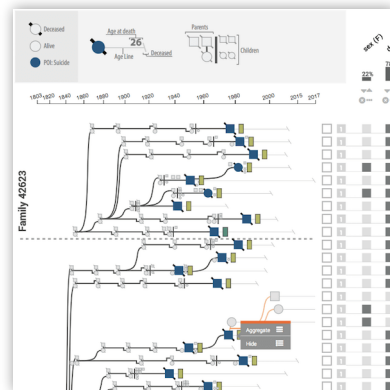 Deceased
Alive
POI: Suicide
Age at death
26
Age Line
Deceased
Parents
Children
sex (F)
22%
1803 1820 1840 1860 1880 1900 1920 1940 1960 1980 2000 2015 2017
Family 42623
Aggregate
Hide